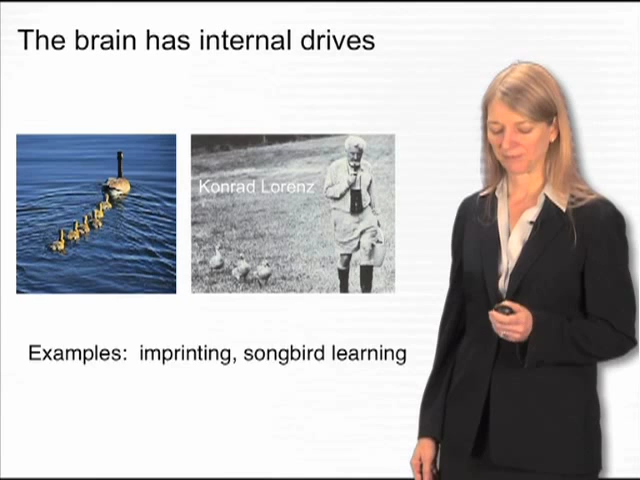 The brain has internal drives
Konrad Lorenz
Examples:  imprinting, songbird learning